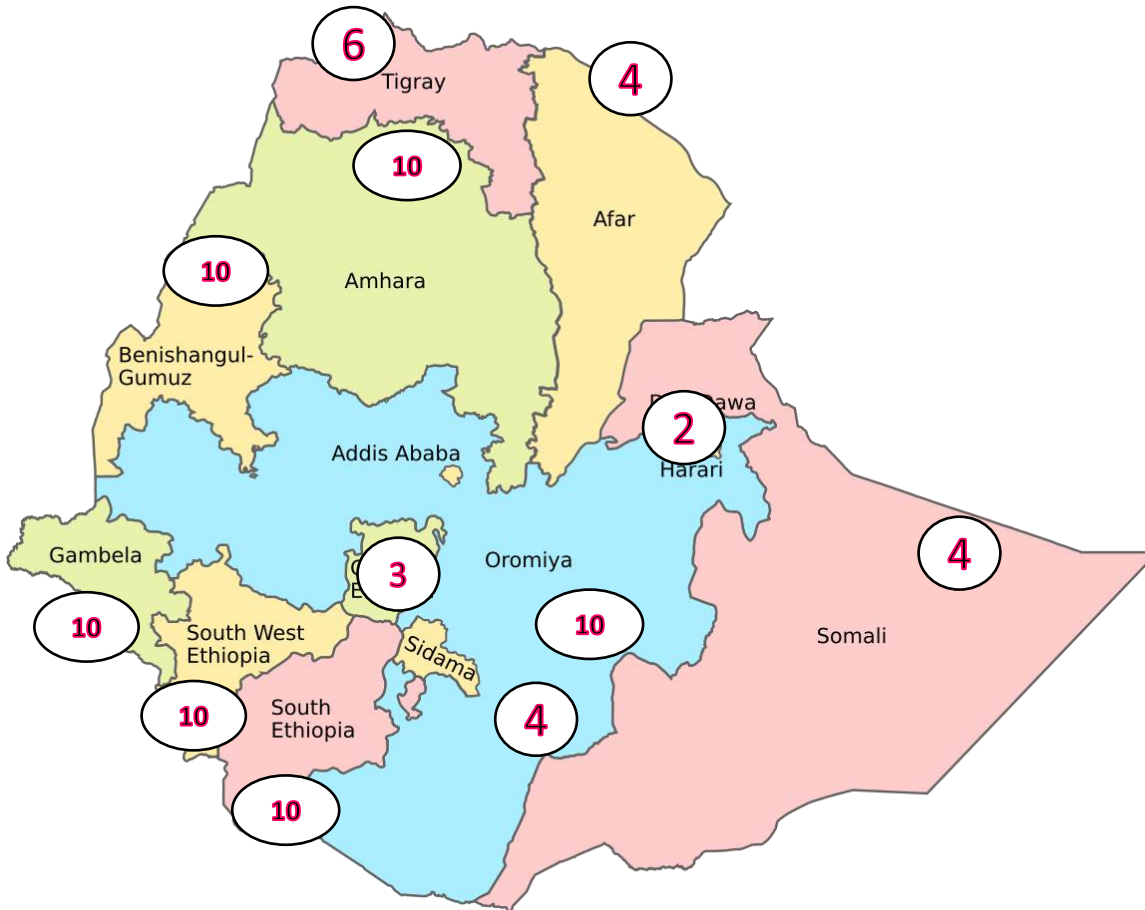 6
Tigray
4
10
Afar
10
Amhara
Benishangul-
Gumuz
2
Addis Ababa
Harari
Gambela
3
Oromiya
4
10
10
South West
Ethiopia
Sidama
Somali
10
South
Ethiopia
4
10